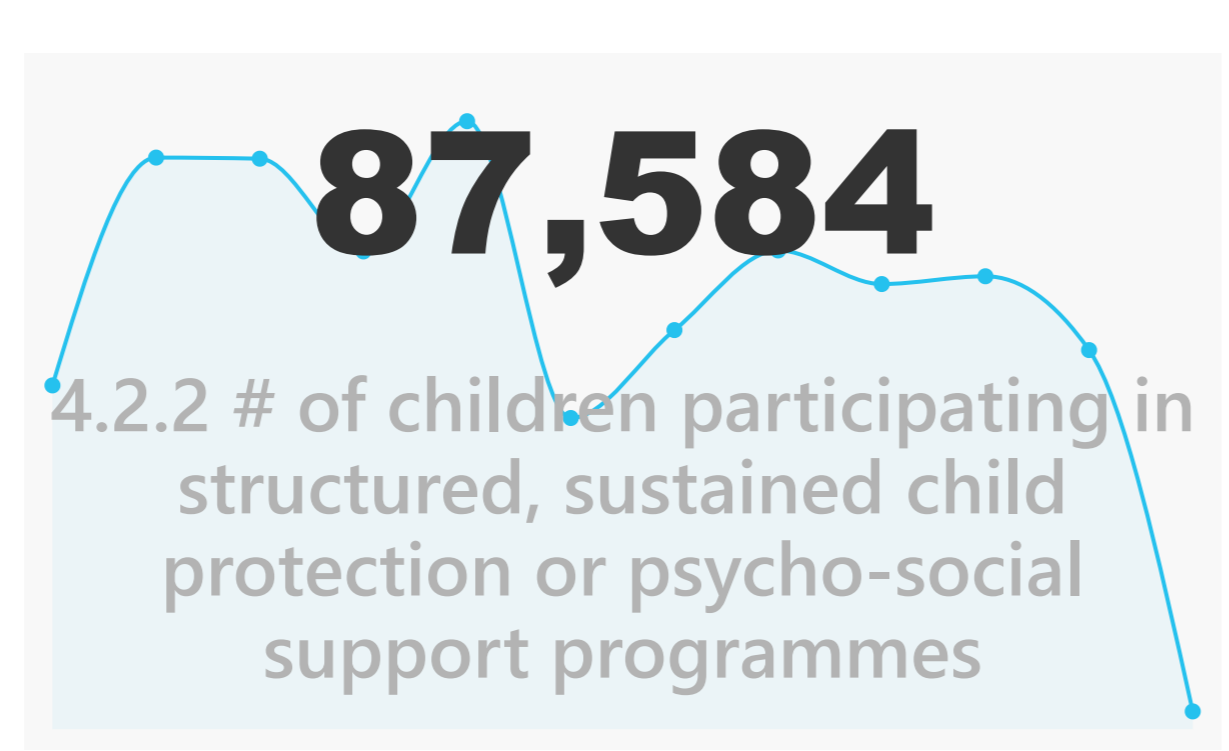 87,584
4.2.2 # of children participating in
structured, sustained child
protection or psycho-social
support programmes